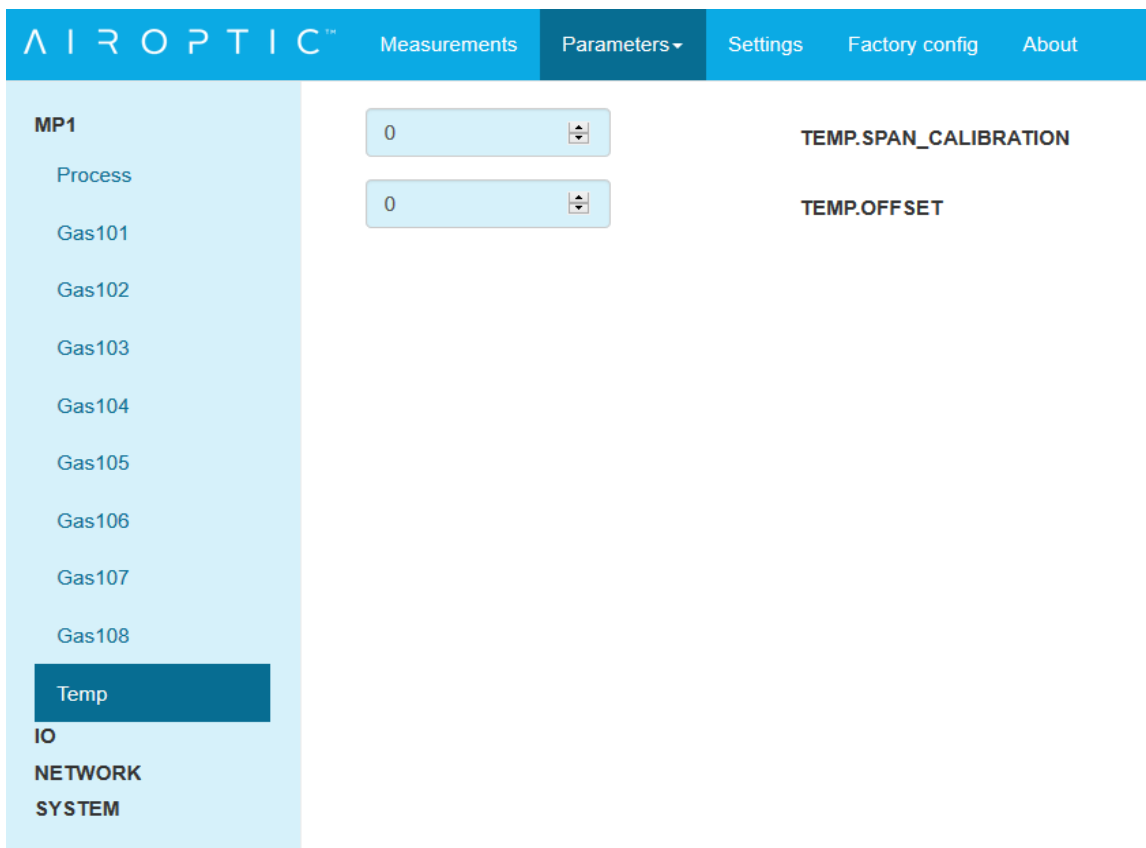 AIROPTIC™ Measurements Parameters Settings Factory config About
MP1
Process
Gas101
Gas102
Gas103
Gas104
Gas105
Gas106
Gas107
Gas108
Temp
IO
NETWORK
SYSTEM
0 TEMP.SPAN_CALIBRATION
0 TEMP.OFFSET